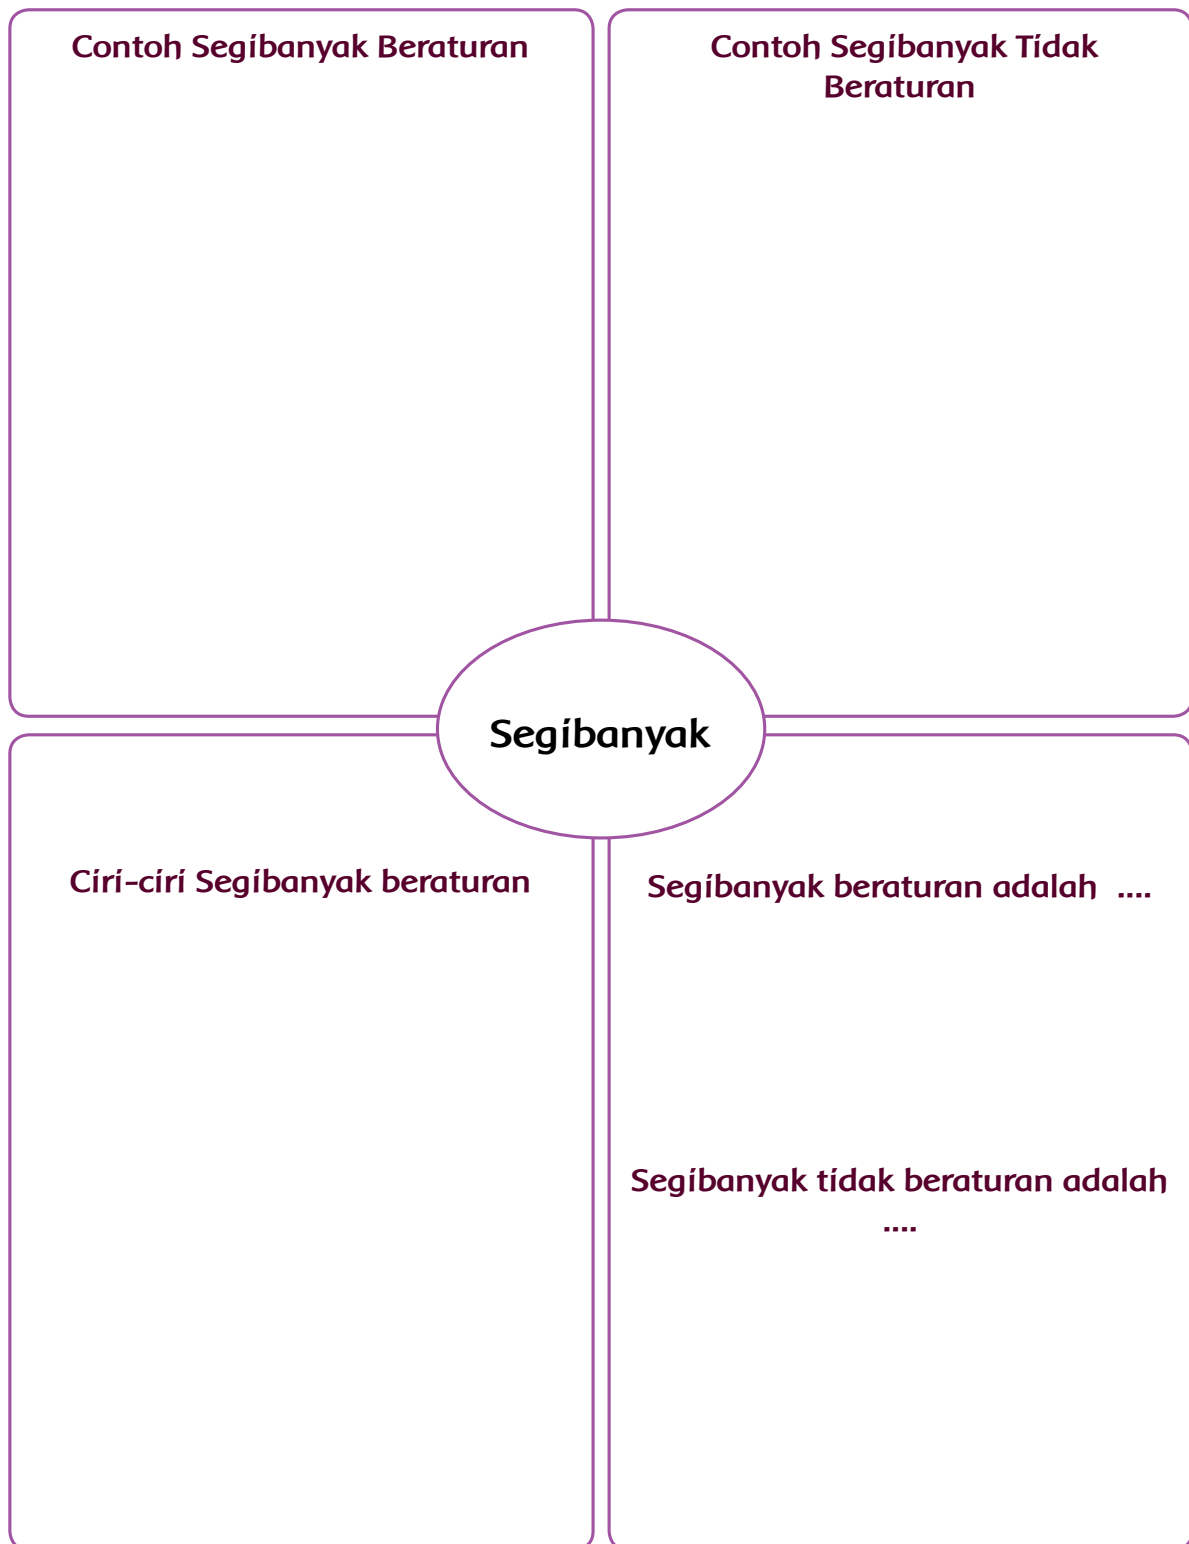 Contoh Segibanyak Beraturan
Contoh Segibanyak Tidak
Beraturan
Segibanyak
Ciri-ciri Segibanyak beraturan
Segibanyak beraturan adalah ....
Segibanyak tidak beraturan adalah
....